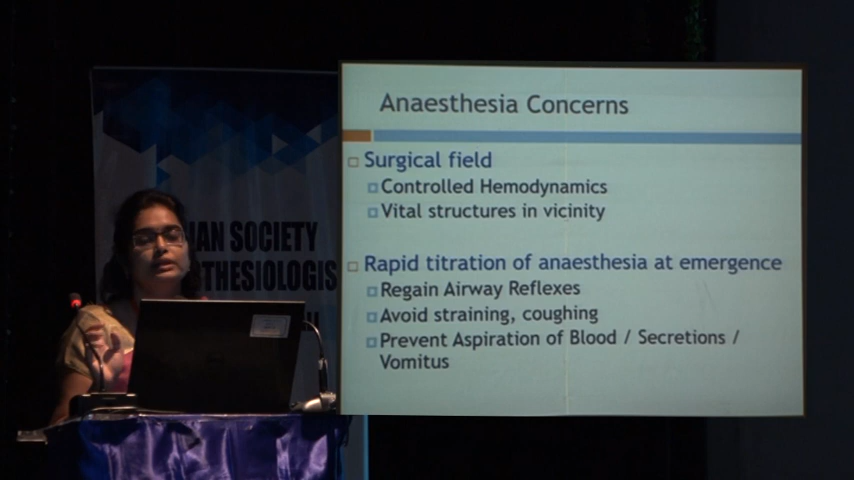 Anaesthesia Concerns
Surgical field
Controlled Hemodynamics
Vital structures in vicinity
Rapid titration of anaesthesia at emergence
Regain Airway Reflexes
Avoid straining, coughing
Prevent Aspiration of Blood / Secretions /
Vomitus
IAN SOCIETY
THESIOLOGIS